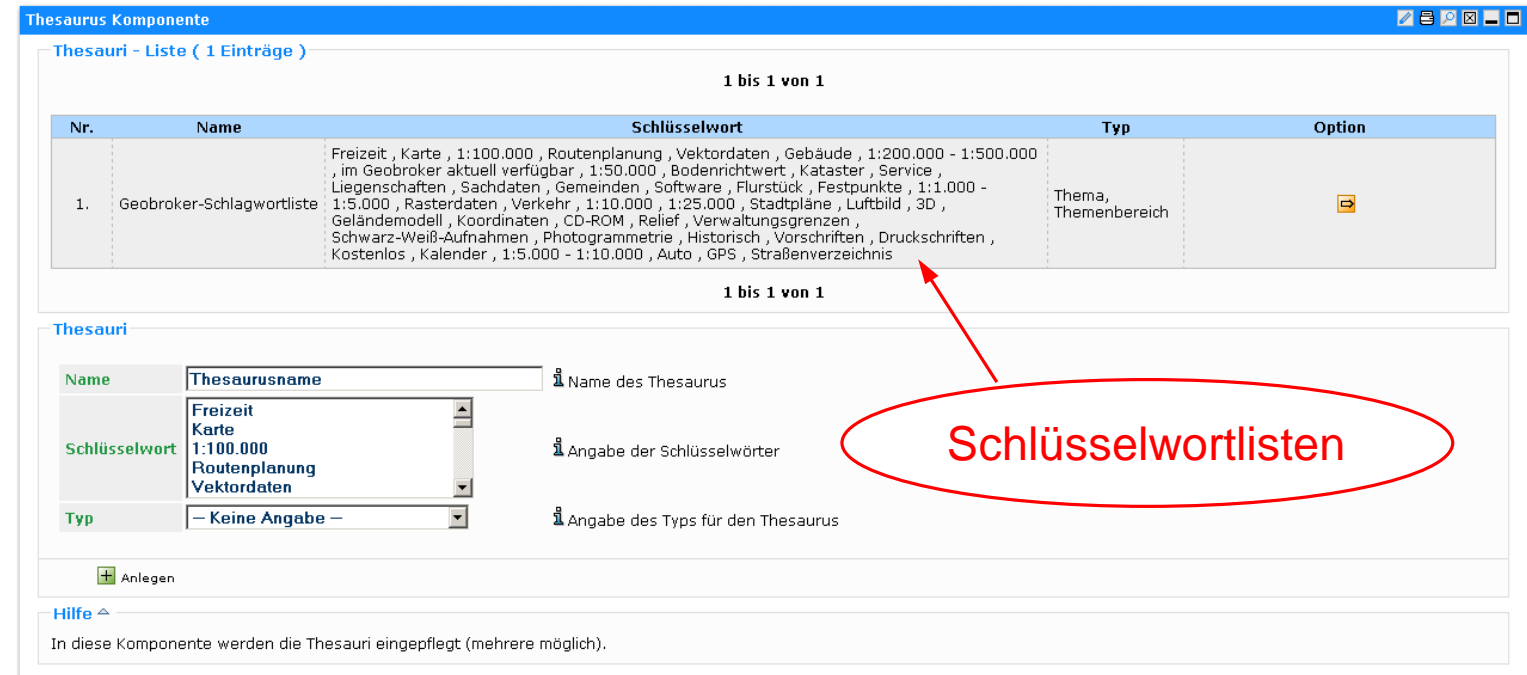 Thesaurus Komponente
Thesauri - Liste ( 1 Einträge )
1 bis 1 von 1
Nr. Name Schlüsselwort Typ Option
1. Geobroker-Schlagwortliste
Freizeit , Karte , 1:100.000 , Routenplanung , Vektordaten , Gebäude , 1:200.000 - 1:500.000
, im Geobroker aktuell verfügbar , 1:50.000 , Bodenrichtwert , Kataster , Service ,
Liegenschaften , Sachdaten , Gemeinden , Software , Flurstück , Festpunkte , 1:1.000 -
1:5.000 , Rasterdaten , Verkehr , 1:10.000 , 1:25.000 , Stadtpläne , Luftbild , 3D ,
Geländemodell , Koordinaten , CD-ROM , Relief , Verwaltungsgrenzen ,
Schwarz-Weiß-Aufnahmen , Photogrammetrie , Historisch , Vorschriften , Druckschriften ,
Kostenlos , Kalender , 1:5.000 - 1:10.000 , Auto , GPS , Straßenverzeichnis
Thema,
Themenbereich
1 bis 1 von 1
Thesauri
Name Thesaurusname Name des Thesaurus
Schlüsselwort
Freizeit
Karte
1:100.000
Routenplanung
Vektordaten
Angabe der Schlüsselwörter
Typ — Keine Angabe — Angabe des Typs für den Thesaurus
Schlüsselwortlisten
Anlegen
Hilfe
In diese Komponente werden die Thesauri eingepflegt (mehrere möglich).